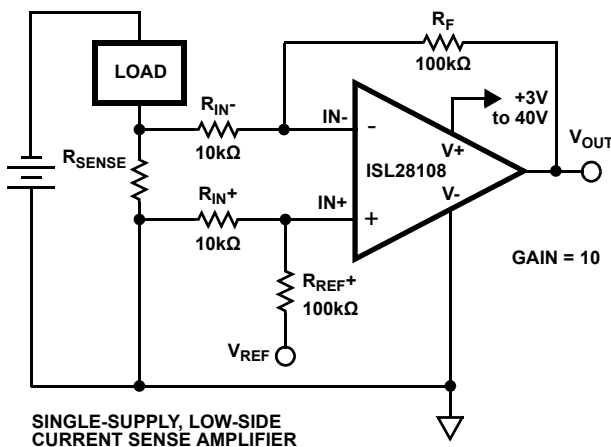 R_F
100kΩ
LOAD
R_IN-
10kΩ
IN-
-
+3V
to 40V
V+
V_OUT
R_SENSE
ISL28108
V-
R_IN+
10kΩ
IN+
+
GAIN = 10
R_REF+
100kΩ
V_REF
SINGLE-SUPPLY, LOW-SIDE
CURRENT SENSE AMPLIFIER